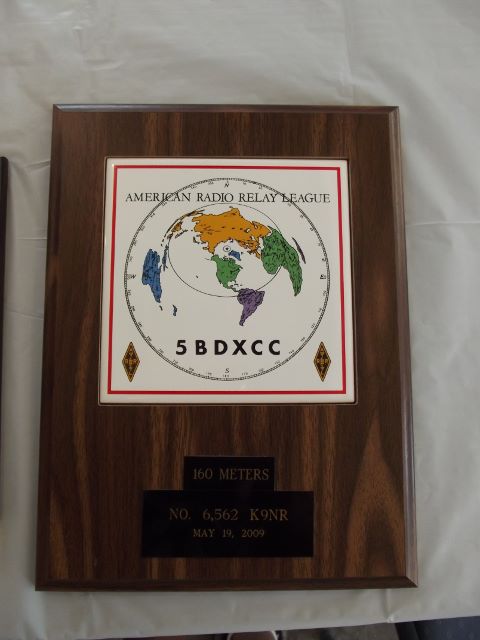 AMERICAN RADIO RELAY LEAGUE
5BDXCC
160 METERS
NO. 6,562 K9NR
MAY 19, 2009